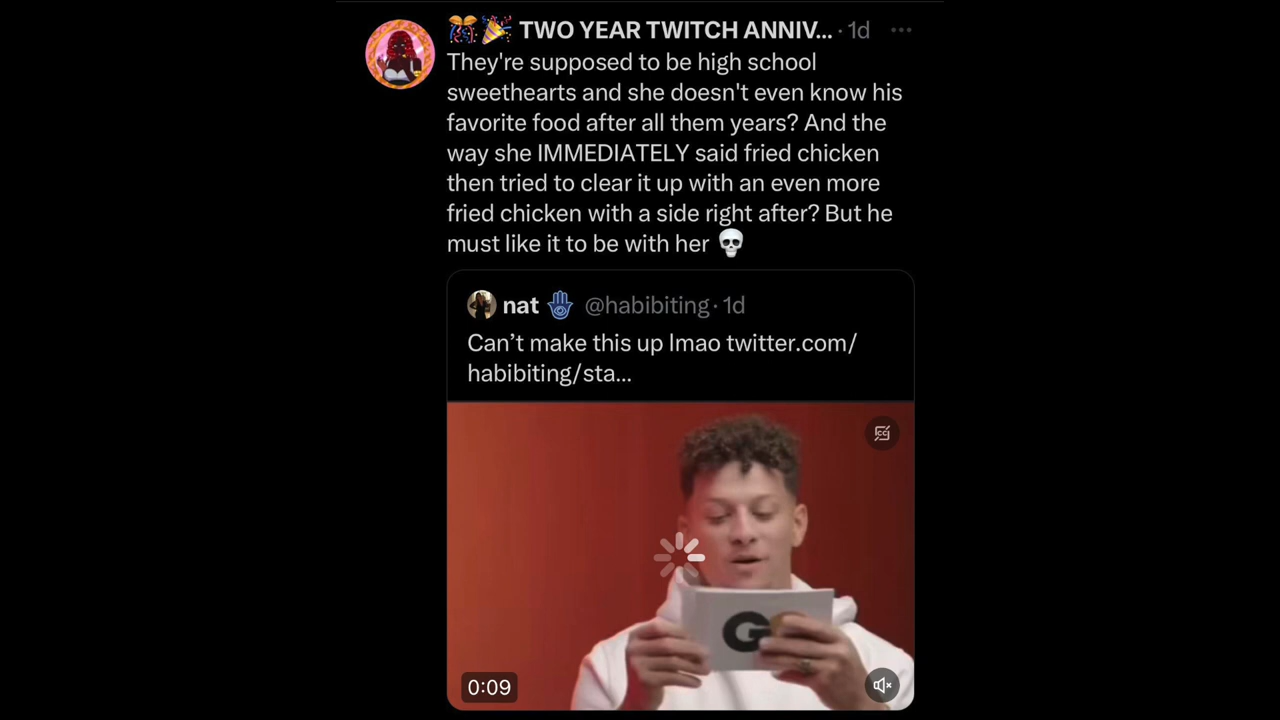 🎊🎉 TWO YEAR TWITCH ANNIV... · 1d
They're supposed to be high school
sweethearts and she doesn't even know his
favorite food after all them years? And the
way she IMMEDIATELY said fried chicken
then tried to clear it up with an even more
fried chicken with a side right after? But he
must like it to be with her 💀
nat 🪬 @habibiting · 1d
Can’t make this up lmao twitter.com/
habibiting/sta...
CC
G
0:09